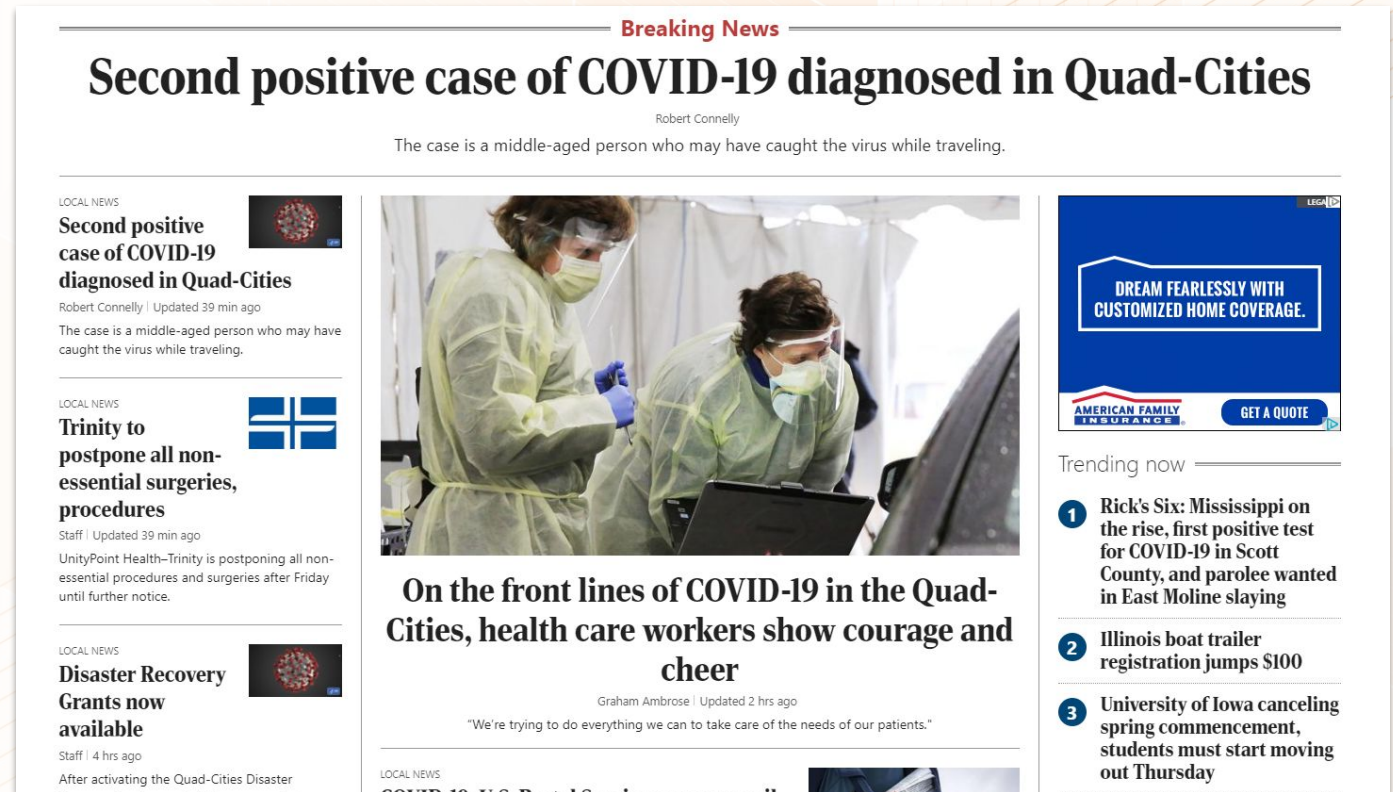 Breaking News
Second positive case of COVID-19 diagnosed in Quad-Cities
Robert Connelly
The case is a middle-aged person who may have caught the virus while traveling.
LOCAL NEWS
Second positive
case of COVID-19
diagnosed in Quad-Cities
Robert Connelly | Updated 39 min ago
The case is a middle-aged person who may have
caught the virus while traveling.
LOCAL NEWS
Trinity to
postpone all non-
essential surgeries,
procedures
Staff | Updated 39 min ago
UnityPoint Health–Trinity is postponing all non-
essential procedures and surgeries after Friday
until further notice.
LOCAL NEWS
Disaster Recovery
Grants now
available
Staff | 4 hrs ago
After activating the Quad-Cities Disaster
On the front lines of COVID-19 in the Quad-
Cities, health care workers show courage and
cheer
Graham Ambrose | Updated 2 hrs ago
“We’re trying to do everything we can to take care of the needs of our patients.”
LOCAL NEWS
LEGAL
DREAM FEARLESSLY WITH
CUSTOMIZED HOME COVERAGE.
AMERICAN FAMILY
INSURANCE®
GET A QUOTE
Trending now
1
Rick's Six: Mississippi on
the rise, first positive test
for COVID-19 in Scott
County, and parolee wanted
in East Moline slaying
2
Illinois boat trailer
registration jumps $100
3
University of Iowa canceling
spring commencement,
students must start moving
out Thursday